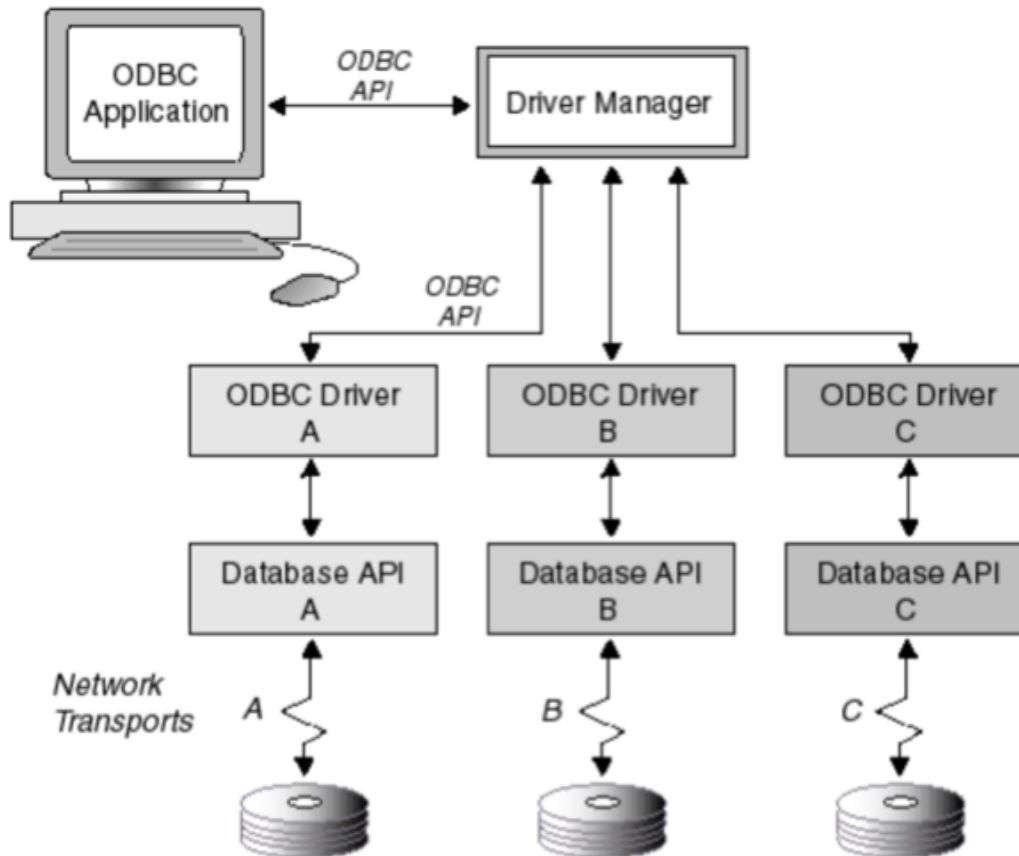 ODBC
Application
ODBC
API
Driver Manager
ODBC
API
ODBC Driver
A
ODBC Driver
B
ODBC Driver
C
Database API
A
Database API
B
Database API
C
Network
Transports
A
B
C